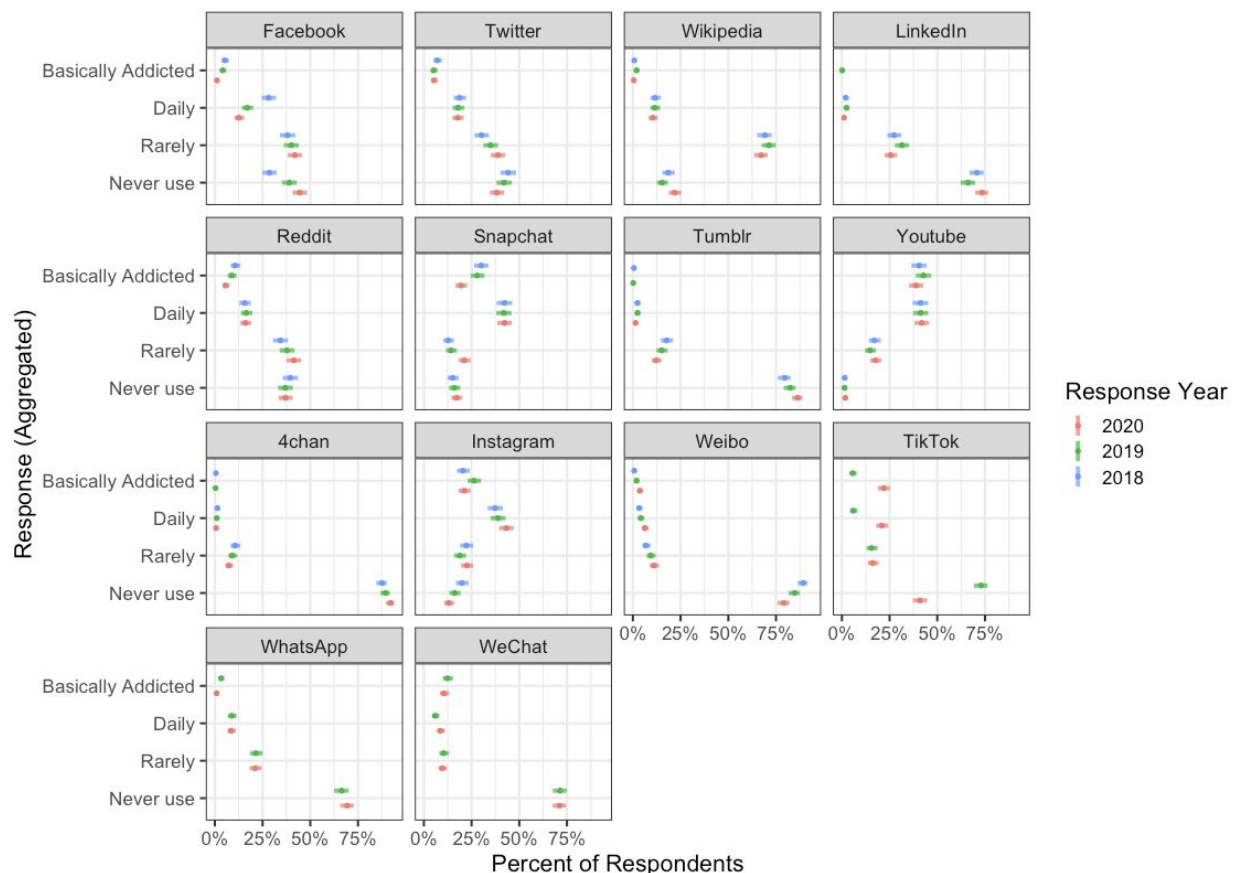 Facebook Twitter Wikipedia LinkedIn
Basically Addicted
Daily
Rarely
Never use
Reddit Snapchat Tumblr Youtube
Basically Addicted
Daily
Rarely
Never use
Response Year
2020
2019
2018
4chan Instagram Weibo TikTok
Basically Addicted
Daily
Rarely
Never use
0% 25% 50% 75% 0% 25% 50% 75%
WhatsApp WeChat
Basically Addicted
Daily
Rarely
Never use
0% 25% 50% 75% 0% 25% 50% 75%
Percent of Respondents
Response (Aggregated)